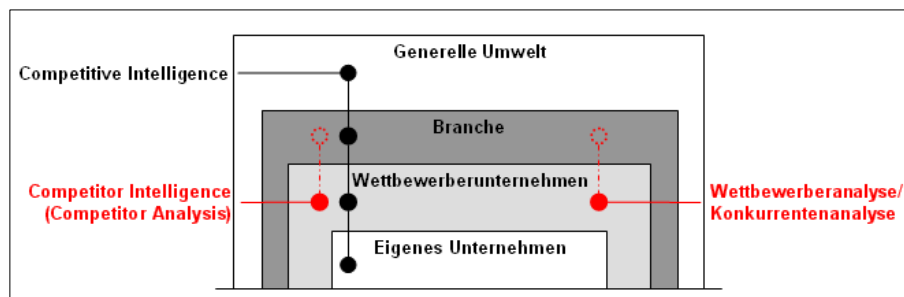 Generelle Umwelt
Competitive Intelligence
Branche
Wettbewerberunternehmen
Competitor Intelligence
(Competitor Analysis)
Wettbewerberanalyse/
Konkurrentenanalyse
Eigenes Unternehmen